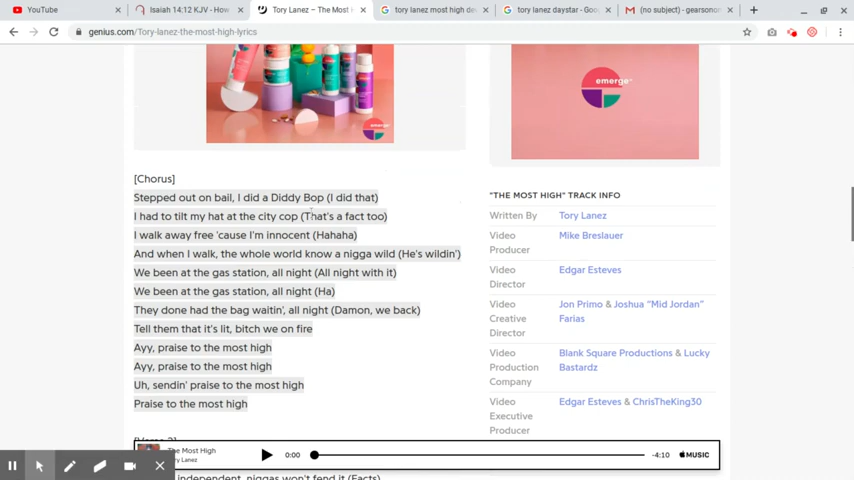 YouTube
Isaiah 14:12 KJV - How
Tory Lanez – The Most H
tory lanez most high de
tory lanez daystar - Goo
(no subject) - gearsonor
genius.com/Tory-lanez-the-most-high-lyrics
emerge
emerge
[Chorus]
Stepped out on bail, I did a Diddy Bop (I did that)
I had to tilt my hat at the city cop (That's a fact too)
I walk away free 'cause I'm innocent (Hahaha)
And when I walk, the whole world know a nigga wild (He's wildin')
We been at the gas station, all night (All night with it)
We been at the gas station, all night (Ha)
They done had the bag waitin', all night (Damon, we back)
Tell them that it's lit, bitch we on fire
Ayy, praise to the most high
Ayy, praise to the most high
Uh, sendin' praise to the most high
Praise to the most high
"THE MOST HIGH" TRACK INFO
Written By Tory Lanez
Video Producer Mike Breslauer
Video Director Edgar Esteves
Video Creative Director Jon Primo & Joshua "Mid Jordan" Farias
Video Production Company Blank Square Productions & Lucky Bastardz
Video Executive Producer Edgar Esteves & ChrisTheKing30
The Most High
Tory Lanez
0:00
-4:10
MUSIC
independent, niggas won't fend it (Facts)